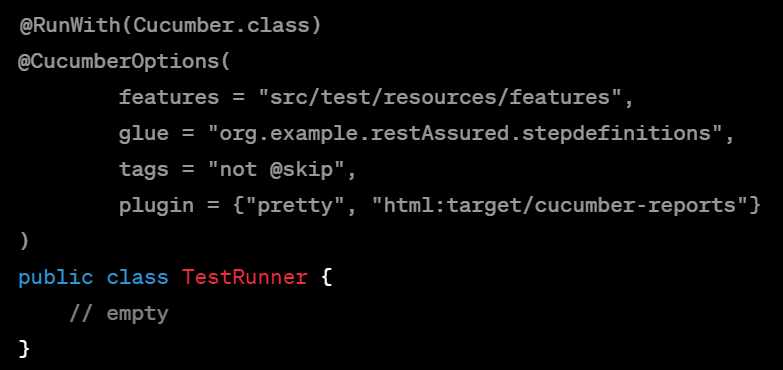 @RunWith(Cucumber.class)
@CucumberOptions(
        features = "src/test/resources/features",
        glue = "org.example.restAssured.stepdefinitions",
        tags = "not @skip",
        plugin = {"pretty", "html:target/cucumber-reports"}
)
public class TestRunner {
    // empty
}